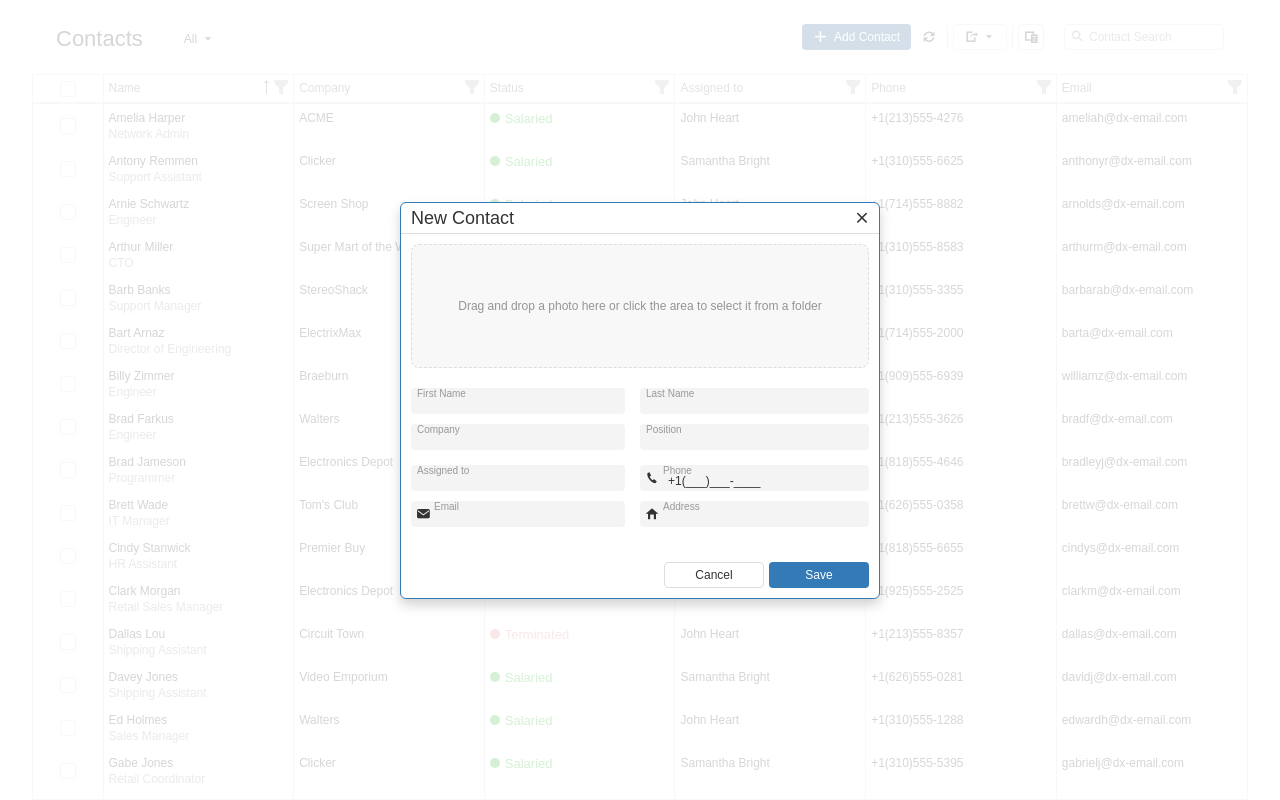 Contacts
All
Add Contact
Contact Search
Name
Company
Status
Assigned to
Phone
Email
Amelia Harper
Network Admin
ACME
Salaried
John Heart
+1(213)555-4276
ameliah@dx-email.com
Antony Remmen
Support Assistant
Clicker
Salaried
Samantha Bright
+1(310)555-6625
anthonyr@dx-email.com
Arnie Schwartz
Engineer
Screen Shop
John Heart
1(714)555-8882
arnolds@dx-email.com
Arthur Miller
CTO
Super Mart of the
1(310)555-8583
arthurm@dx-email.com
Barb Banks
Support Manager
StereoShack
1(310)555-3355
barbarab@dx-email.com
Bart Arnaz
Director of Engineering
ElectrixMax
1(714)555-2000
barta@dx-email.com
Billy Zimmer
Engineer
Braeburn
1(909)555-6939
williamz@dx-email.com
Brad Farkus
Engineer
Walters
1(213)555-3626
bradf@dx-email.com
Brad Jameson
Programmer
Electronics Depot
1(818)555-4646
bradleyj@dx-email.com
Brett Wade
IT Manager
Tom's Club
1(626)555-0358
brettw@dx-email.com
Cindy Stanwick
HR Assistant
Premier Buy
1(818)555-6655
cindys@dx-email.com
Clark Morgan
Retail Sales Manager
Electronics Depot
1(925)555-2525
clarkm@dx-email.com
Dallas Lou
Shipping Assistant
Circuit Town
Terminated
John Heart
+1(213)555-8357
dallas@dx-email.com
Davey Jones
Shipping Assistant
Video Emporium
Salaried
Samantha Bright
+1(626)555-0281
davidj@dx-email.com
Ed Holmes
Sales Manager
Walters
Salaried
John Heart
+1(310)555-1288
edwardh@dx-email.com
Gabe Jones
Retail Coordinator
Clicker
Salaried
Samantha Bright
+1(310)555-5395
gabrielj@dx-email.com
New Contact
Drag and drop a photo here or click the area to select it from a folder
First Name
Last Name
Company
Position
Assigned to
Phone
+1(___)___-____
Email
Address
Cancel
Save